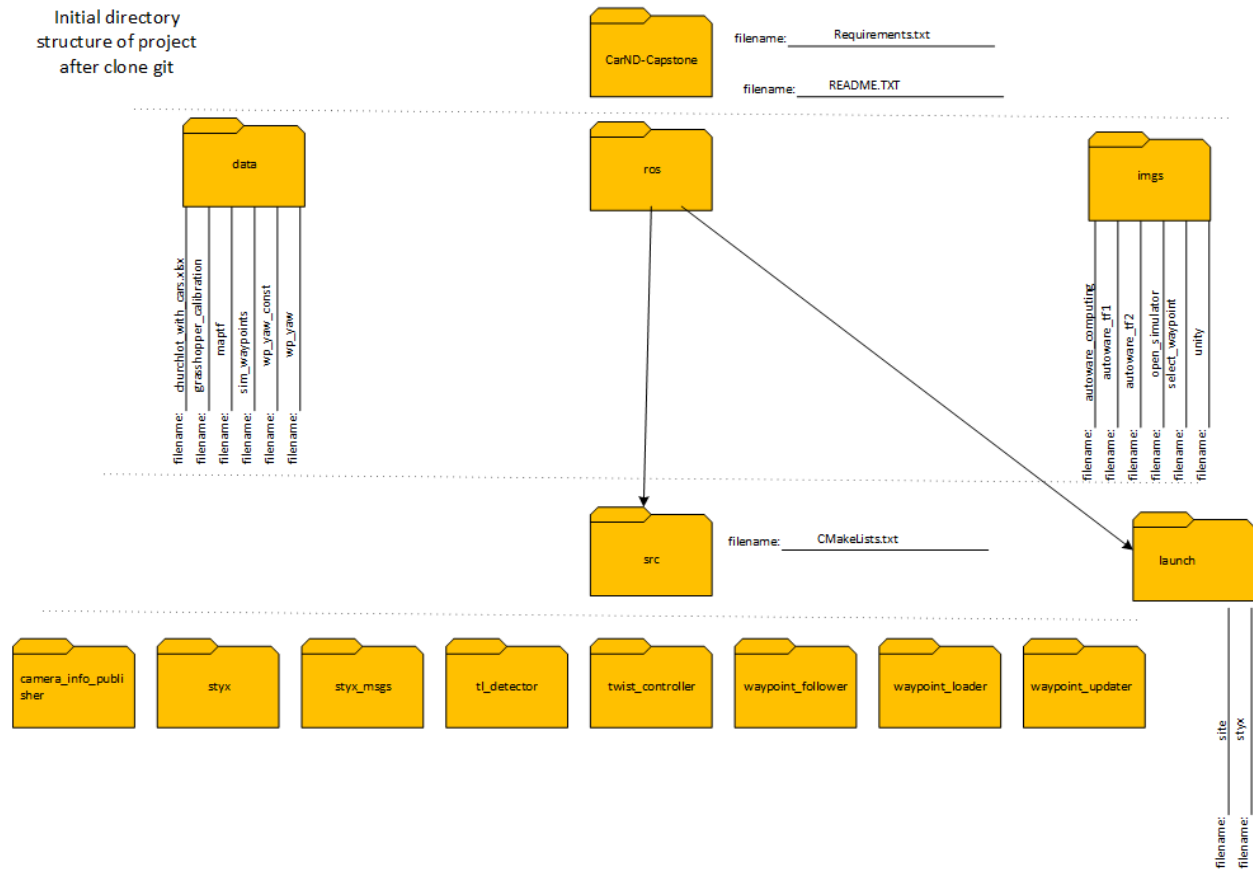 Initial directory
structure of project
after clone git
CarND-Capstone
filename: Requirements.txt
filename: README.TXT
data
ros
imgs
filename: churchlot_with_cars.xlsx
filename: grasshopper_calibration
filename: maptf
filename: sim_waypoints
filename: wp_yaw_const
filename: wp_yaw
filename: autoware_computing
filename: autoware_tf1
filename: autoware_tf2
filename: open_simulator
filename: select_waypoint
filename: unity
src
filename: CMakeLists.txt
launch
camera_info_publi
sher
styx
styx_msgs
tl_detector
twist_controller
waypoint_follower
waypoint_loader
waypoint_updater
filename: site
filename: styx